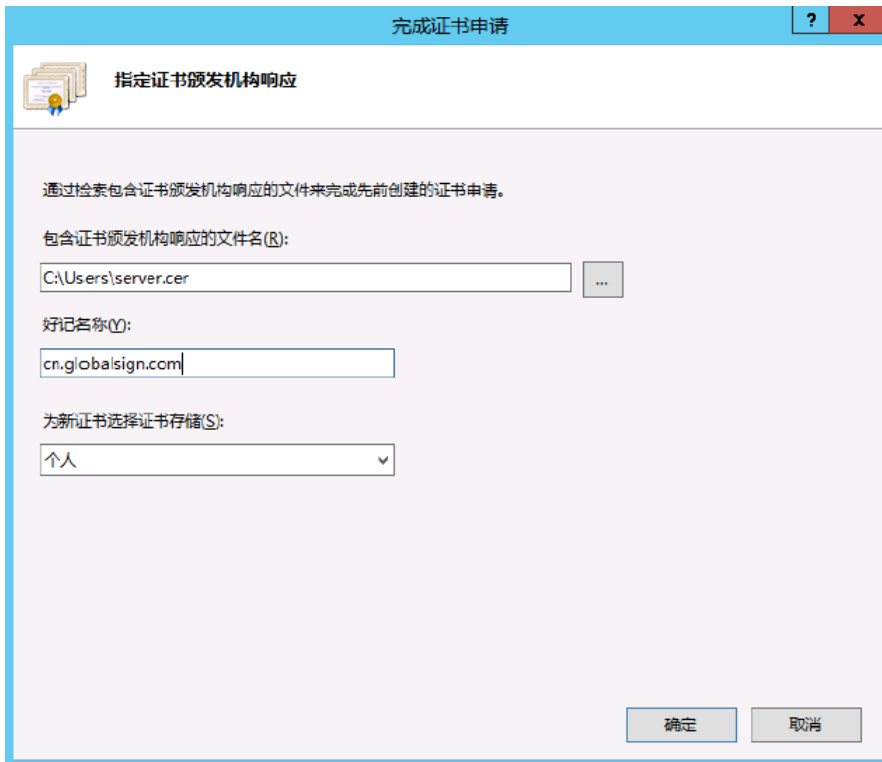 完成证书申请
?
x
指定证书颁发机构响应
通过检索包含证书颁发机构响应的文件来完成先前创建的证书申请。
包含证书颁发机构响应的文件名(R):
C:\Users\server.cer
...
好记名称(Y):
cn.globalsign.com
为新证书选择证书存储(S):
个人
确定
取消